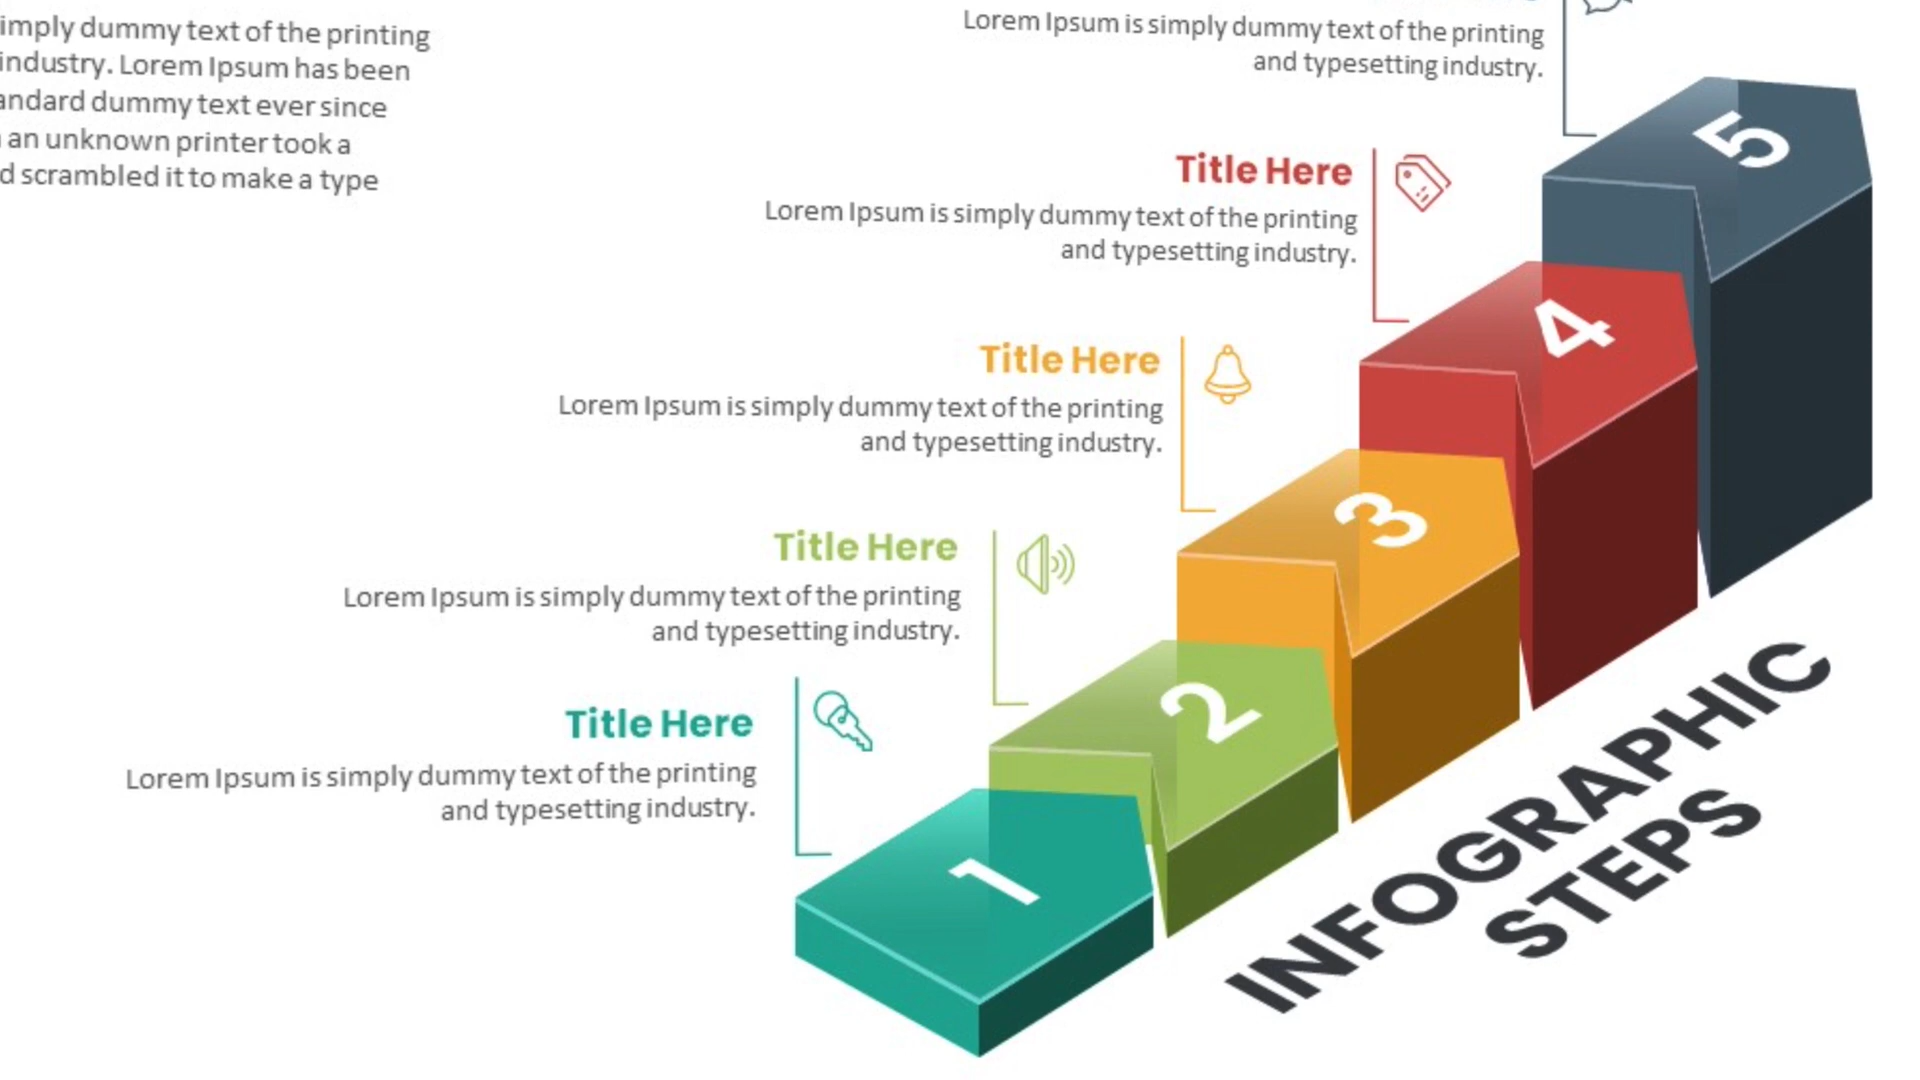 imply dummy text of the printing
industry. Lorem Ipsum has been
andard dummy text ever since
an unknown printer took a
d scrambled it to make a type
Lorem Ipsum is simply dummy text of the printing
and typesetting industry.
5
Title Here
Lorem Ipsum is simply dummy text of the printing
and typesetting industry.
4
Title Here
Lorem Ipsum is simply dummy text of the printing
and typesetting industry.
3
Title Here
Lorem Ipsum is simply dummy text of the printing
and typesetting industry.
2
Title Here
Lorem Ipsum is simply dummy text of the printing
and typesetting industry.
1
INFOGRAPHIC
STEPS